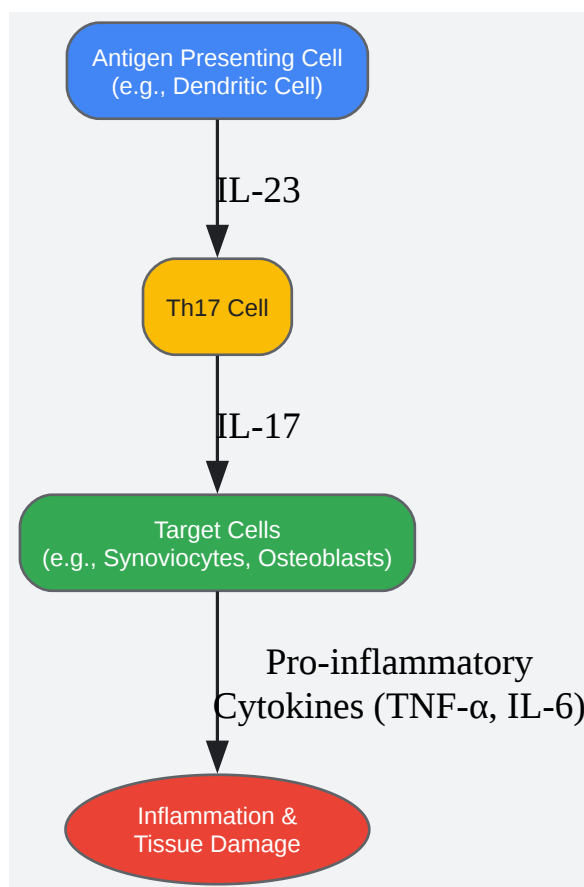 Antigen Presenting Cell
(e.g., Dendritic Cell)
IL-23
Th17 Cell
IL-17
Target Cells
(e.g., Synoviocytes, Osteoblasts)
Pro-inflammatory
Cytokines (TNF-α, IL-6)
Inflammation &
Tissue Damage